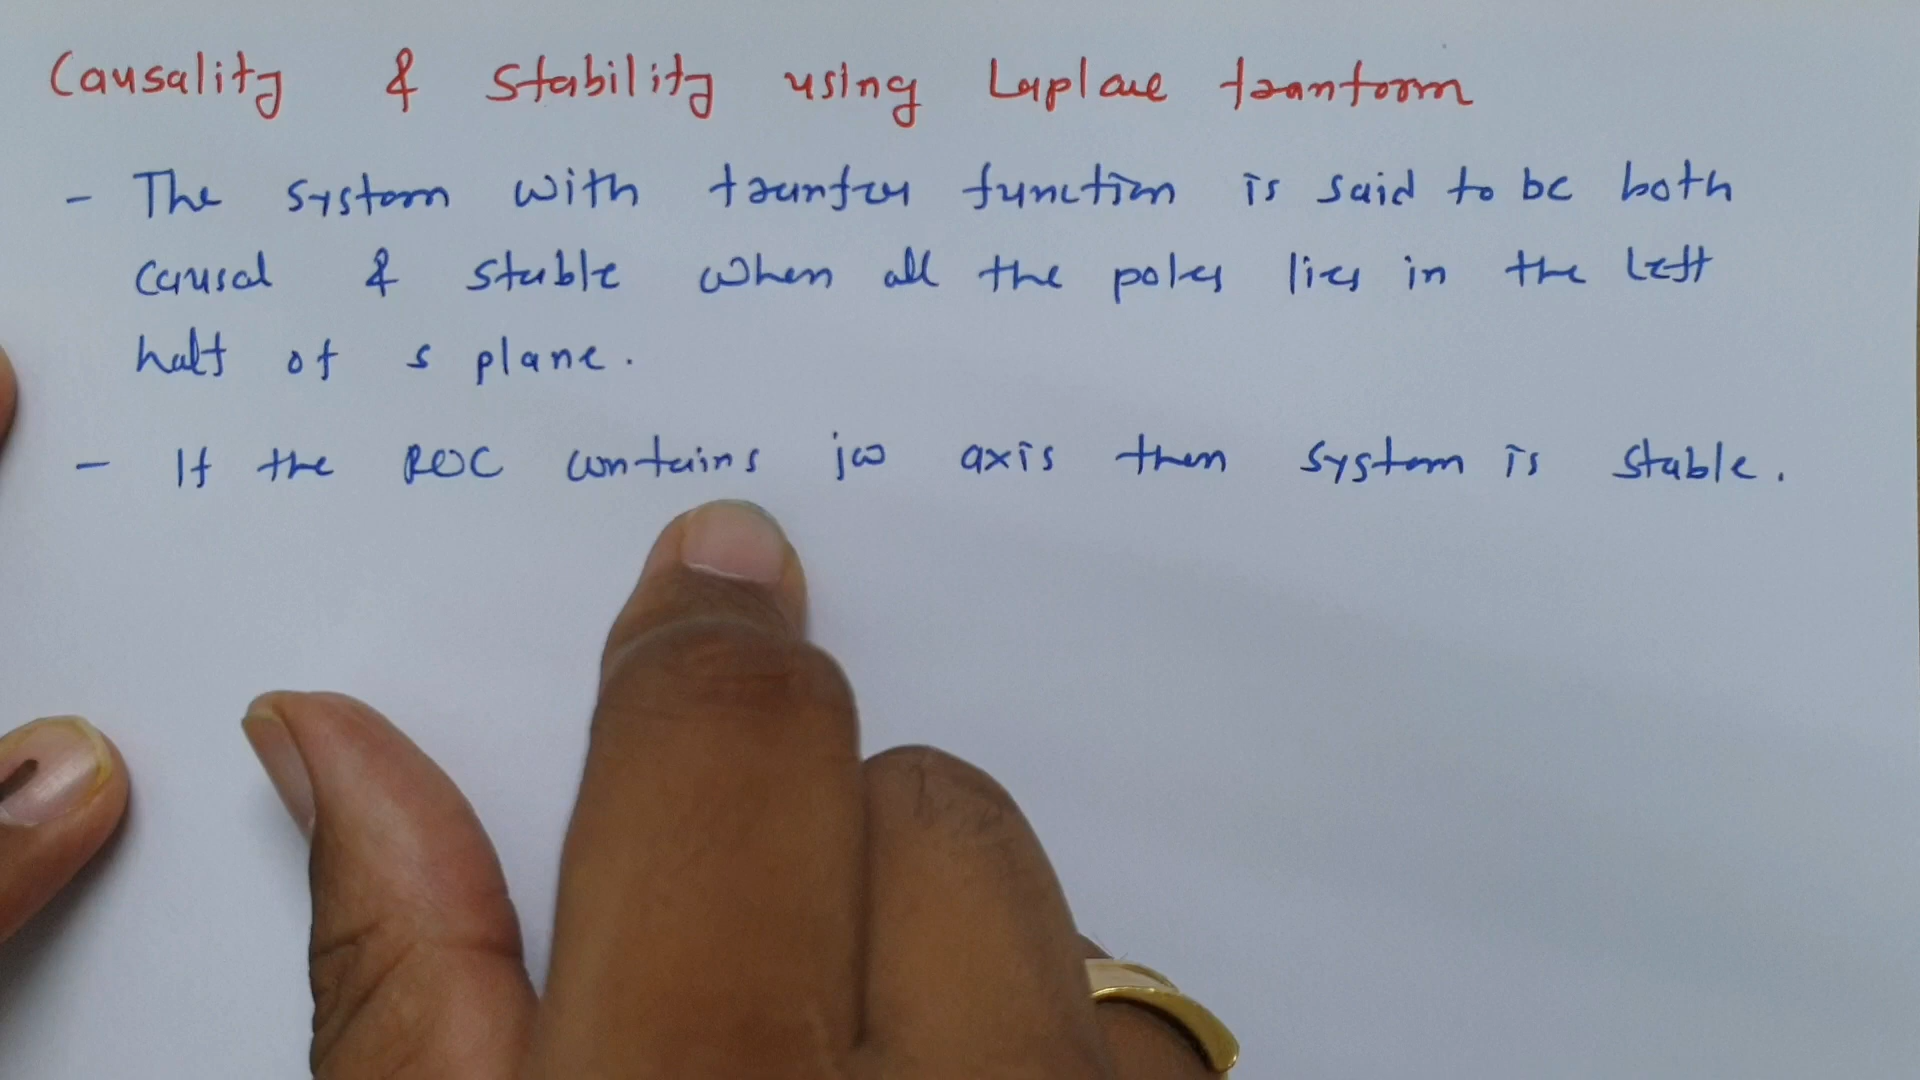 Causality & Stability using Laplace transform
- The system with transfer function is said to be both
causal & stable when all the poles lies in the Left
half of s plane.
- If the ROC contains jω axis then system is stable.